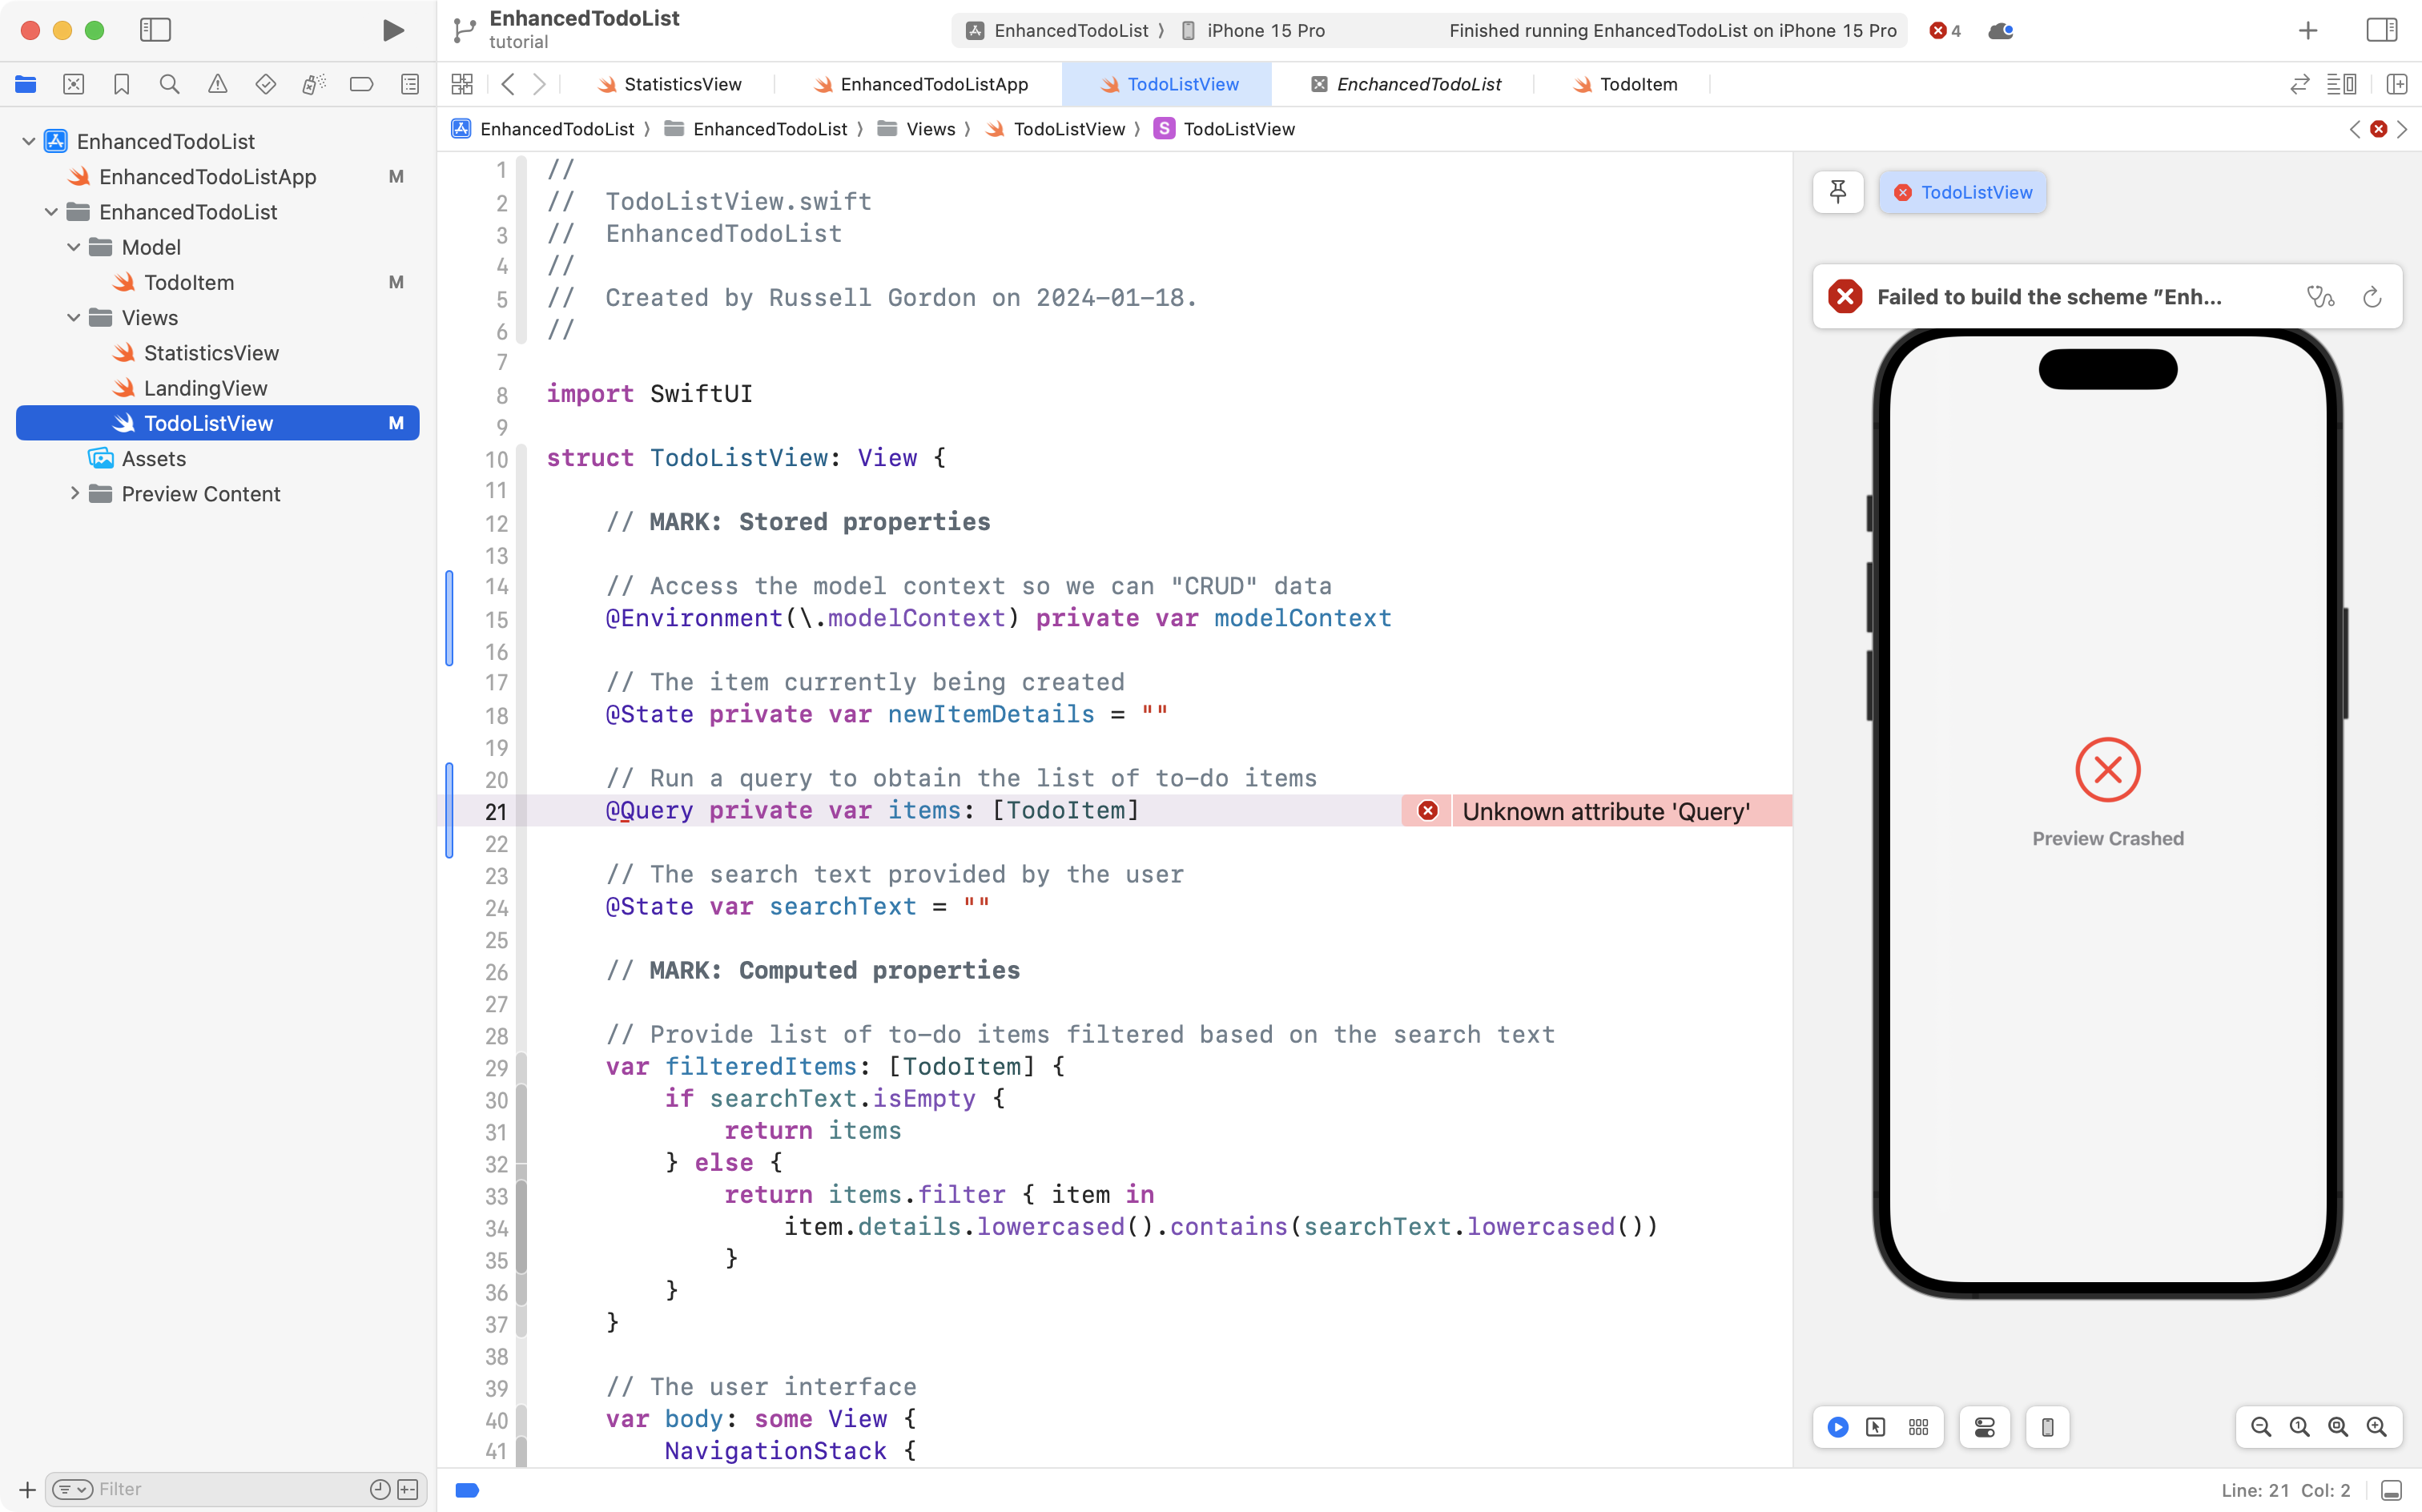 EnhancedTodoList
tutorial
EnhancedTodoList 〉 iPhone 15 Pro
Finished running EnhancedTodoList on iPhone 15 Pro
4
StatisticsView
EnhancedTodoListApp
TodoListView
EnchancedTodoList
TodoItem
EnhancedTodoList 〉 EnhancedTodoList 〉 Views 〉 TodoListView 〉 S TodoListView
EnhancedTodoList
EnhancedTodoListApp M
EnhancedTodoList
Model
TodoItem M
Views
StatisticsView
LandingView
TodoListView M
Assets
Preview Content
Filter
1 //
2 //  TodoListView.swift
3 //  EnhancedTodoList
4 //
5 //  Created by Russell Gordon on 2024-01-18.
6 //
7
8 import SwiftUI
9
10 struct TodoListView: View {
11
12     // MARK: Stored properties
13
14     // Access the model context so we can "CRUD" data
15     @Environment(\.modelContext) private var modelContext
16
17     // The item currently being created
18     @State private var newItemDetails = ""
19
20     // Run a query to obtain the list of to-do items
21     @Query private var items: [TodoItem] Unknown attribute 'Query'
22
23     // The search text provided by the user
24     @State var searchText = ""
25
26     // MARK: Computed properties
27
28     // Provide list of to-do items filtered based on the search text
29     var filteredItems: [TodoItem] {
30         if searchText.isEmpty {
31             return items
32         } else {
33             return items.filter { item in
34                 item.details.lowercased().contains(searchText.lowercased())
35             }
36         }
37     }
38
39     // The user interface
40     var body: some View {
41         NavigationStack {
TodoListView
Failed to build the scheme "Enh...
Preview Crashed
Line: 21 Col: 2